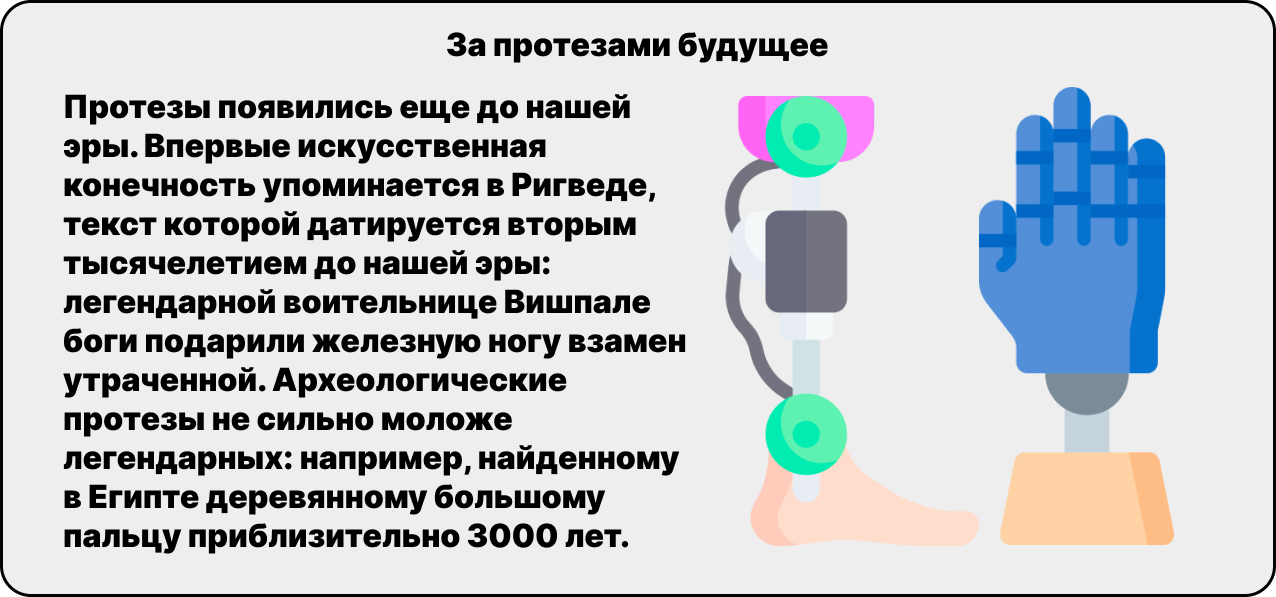 За протезами будущее
Протезы появились еще до нашей
эры. Впервые искусственная
конечность упоминается в Ригведе,
текст которой датируется вторым
тысячелетием до нашей эры:
легендарной воительнице Вишпале
боги подарили железную ногу взамен
утраченной. Археологические
протезы не сильно моложе
легендарных: например, найденному
в Египте деревянному большому
пальцу приблизительно 3000 лет.